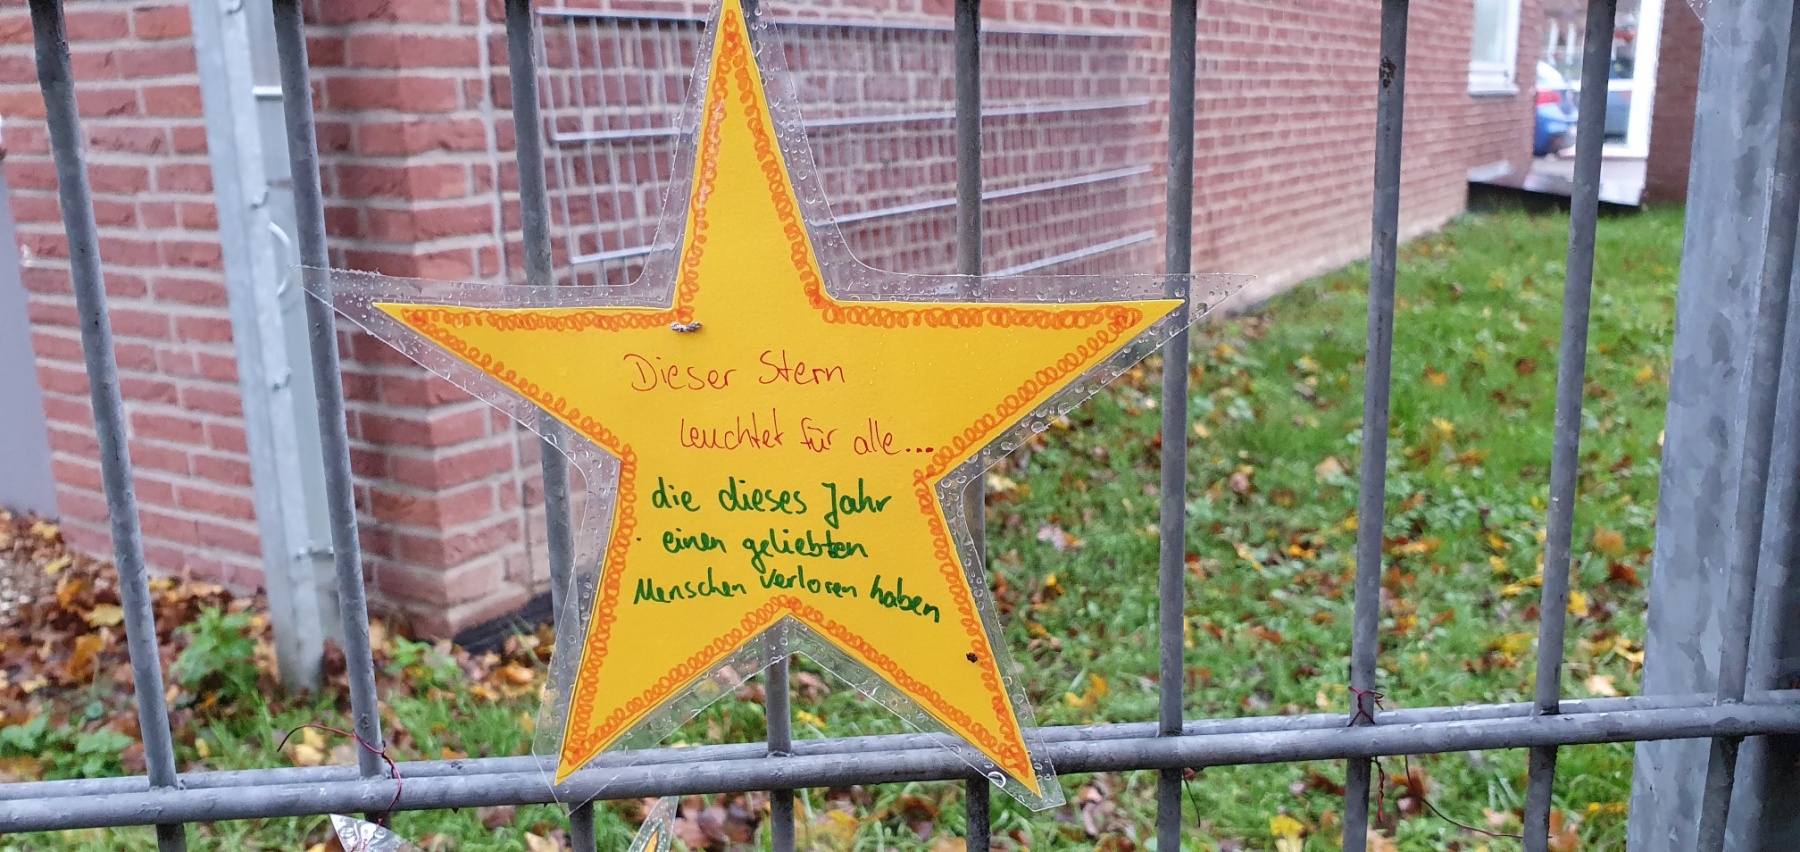 Dieser Stern
leuchtet für alle...
die dieses Jahr
einen geliebten
Menschen verloren haben